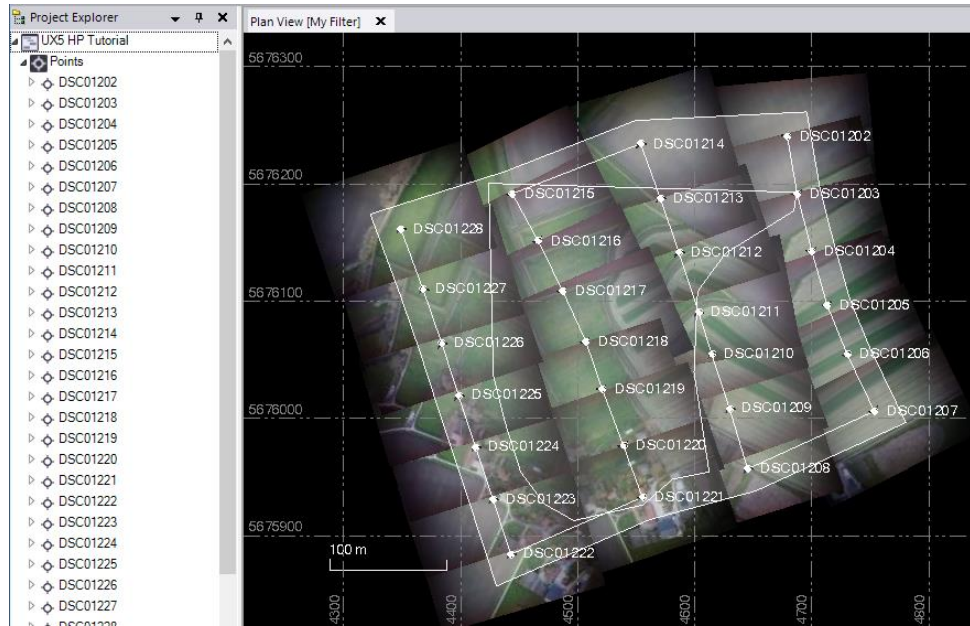 Project Explorer
UX5 HP Tutorial
Points
DSC01202
DSC01203
DSC01204
DSC01205
DSC01206
DSC01207
DSC01208
DSC01209
DSC01210
DSC01211
DSC01212
DSC01213
DSC01214
DSC01215
DSC01216
DSC01217
DSC01218
DSC01219
DSC01220
DSC01221
DSC01222
DSC01223
DSC01224
DSC01225
DSC01226
DSC01227
DSC01228
Plan View [My Filter]
5676300
DSC01202
DSC01214
5676200
DSC01215
DSC01213
DSC01203
DSC01228
DSC01216
DSC01212
DSC01204
DSC01227
DSC01217
5676100
DSC01211
DSC01205
DSC01226
DSC01218
DSC01210
DSC01206
DSC01225
DSC01219
DSC01209
DSC01207
5676000
DSC01224
DSC01220
DSC01208
DSC01223
DSC01221
5675900
DSC01222
100 m
4300
4400
4500
4600
4700
4800